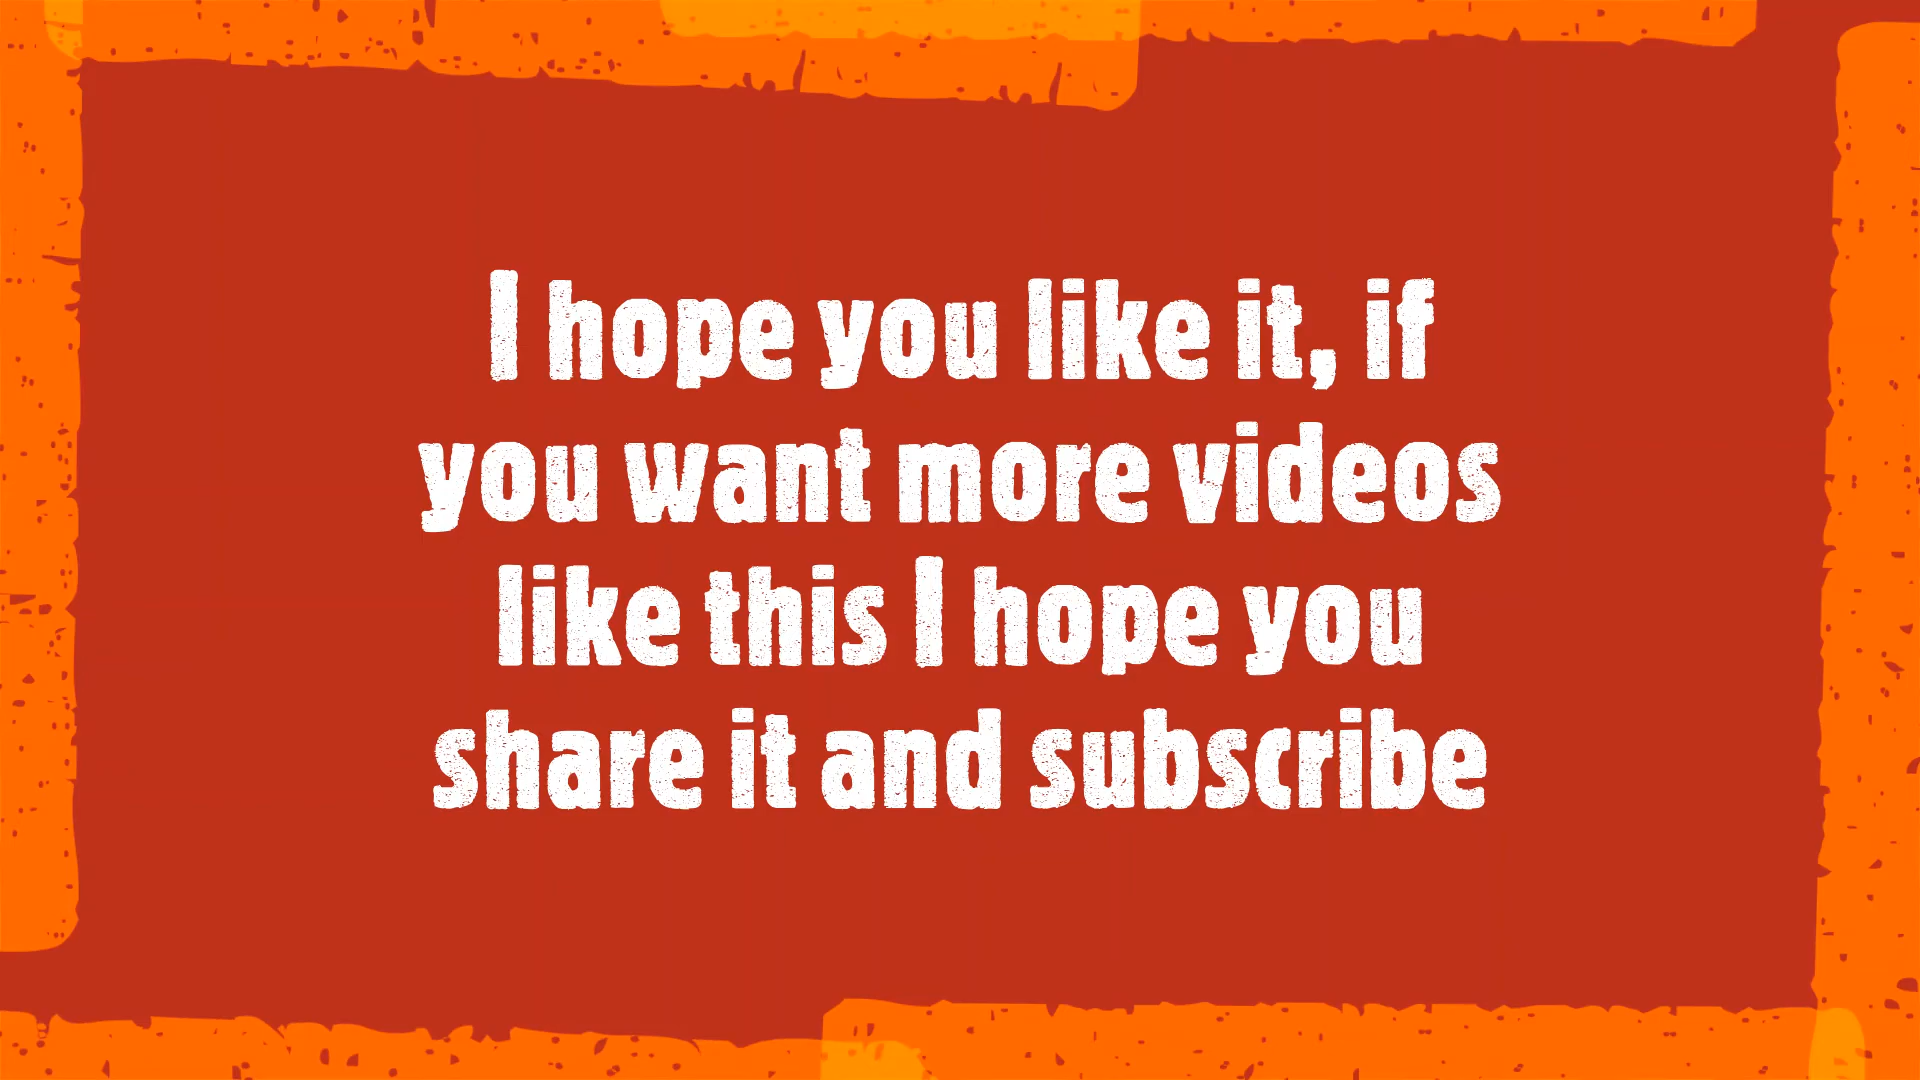 I hope you like it, if
you want more videos
like this I hope you
share it and subscribe